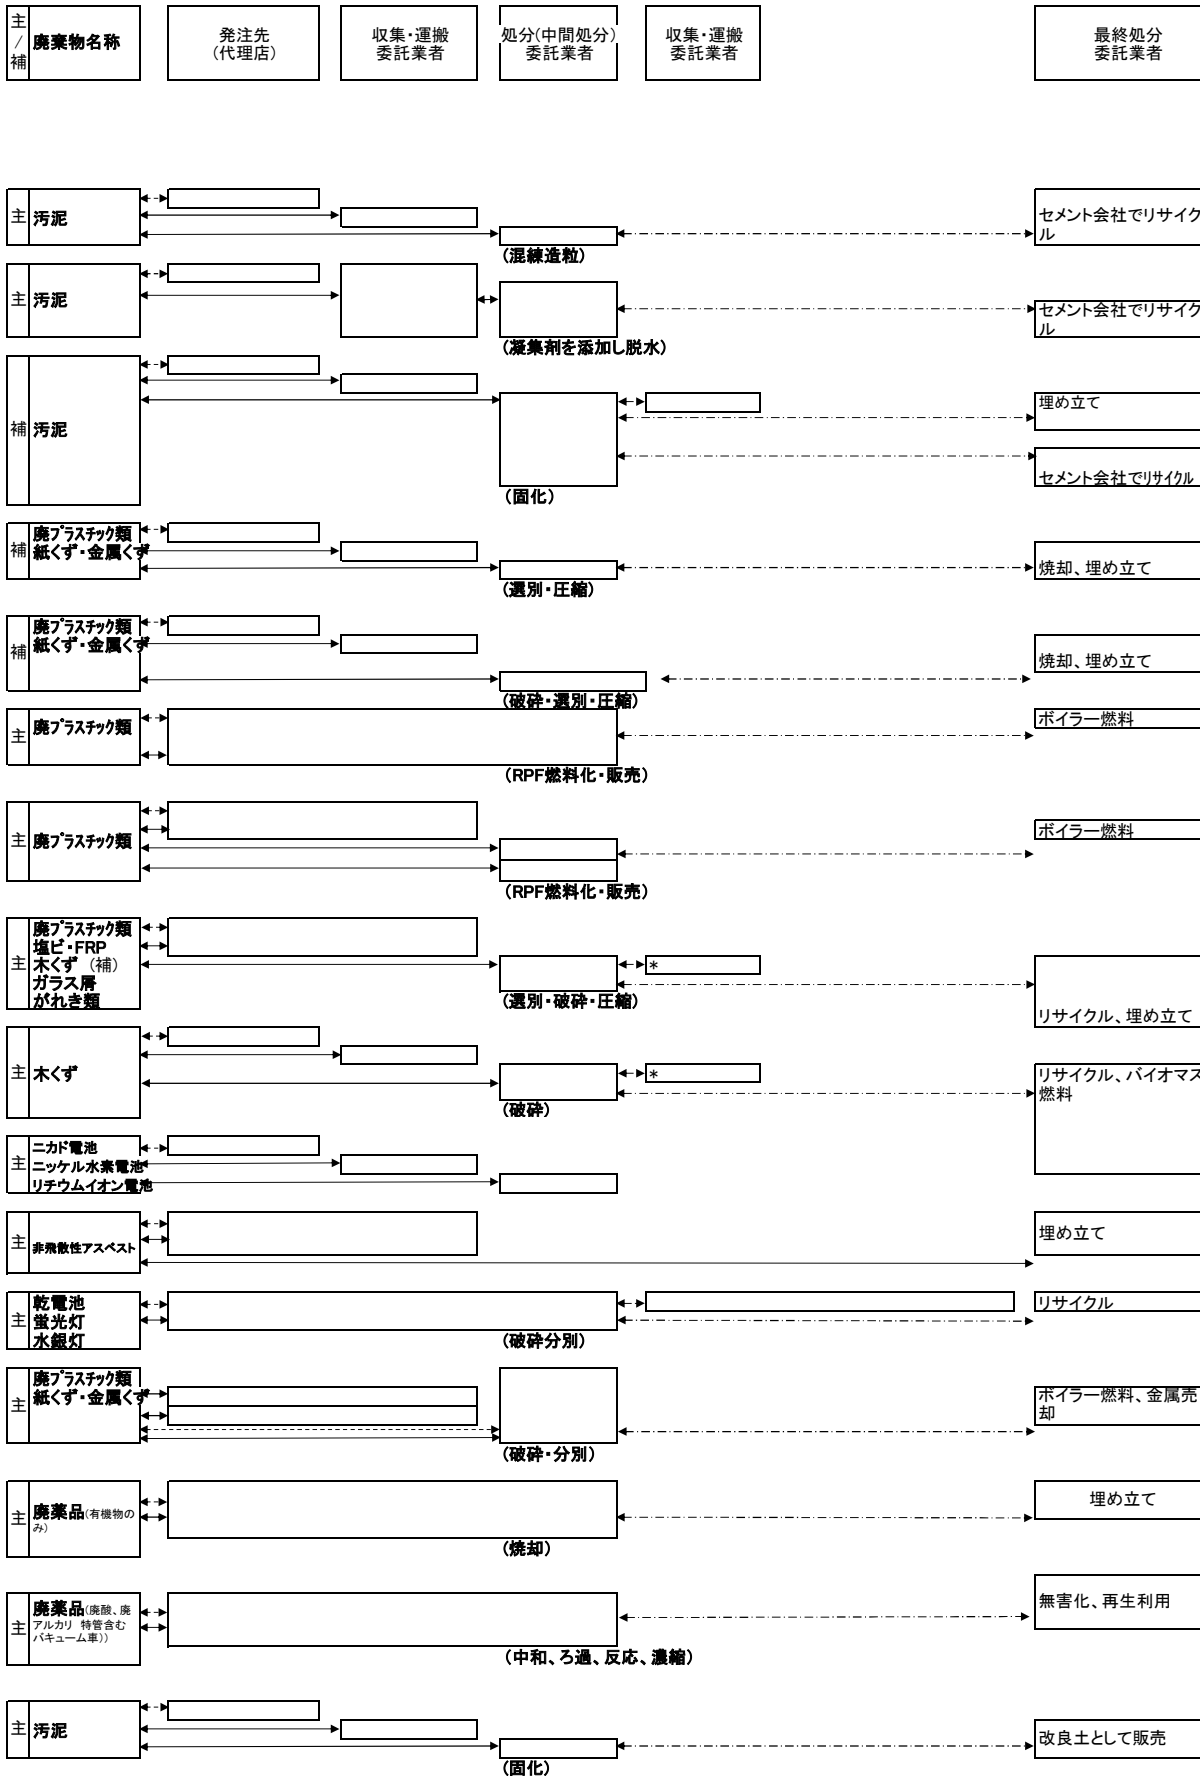 主
/
補
廃棄物名称
発注先
(代理店)
収集・運搬
委託業者
処分(中間処分)
委託業者
収集・運搬
委託業者
最終処分
委託業者
主
汚泥
(混練造粒)
セメント会社でリサイク
ル
主
汚泥
(凝集剤を添加し脱水)
セメント会社でリサイク
ル
補
汚泥
(固化)
埋め立て
セメント会社でリサイクル
補
廃プラスチック類
紙くず・金属くず
(選別・圧縮)
焼却、埋め立て
補
廃プラスチック類
紙くず・金属くず
(破砕・選別・圧縮)
焼却、埋め立て
主
廃プラスチック類
(RPF燃料化・販売)
ボイラー燃料
主
廃プラスチック類
(RPF燃料化・販売)
ボイラー燃料
主
廃プラスチック類
塩ビ・FRP
木くず (補)
ガラス屑
がれき類
*
(選別・破砕・圧縮)
リサイクル、埋め立て
主
木くず
*
(破砕)
リサイクル、バイオマス
燃料
主
ニカド電池
ニッケル水素電池
リチウムイオン電池
主
非飛散性アスベスト
埋め立て
主
乾電池
蛍光灯
水銀灯
(破砕分別)
リサイクル
主
廃プラスチック類
紙くず・金属くず
(破砕・分別)
ボイラー燃料、金属売
却
主
廃薬品(有機物の
み)
(焼却)
埋め立て
主
廃薬品(廃酸、廃
アルカリ 特管含む
バキューム車))
(中和、ろ過、反応、濃縮)
無害化、再生利用
主
汚泥
(固化)
改良土として販売